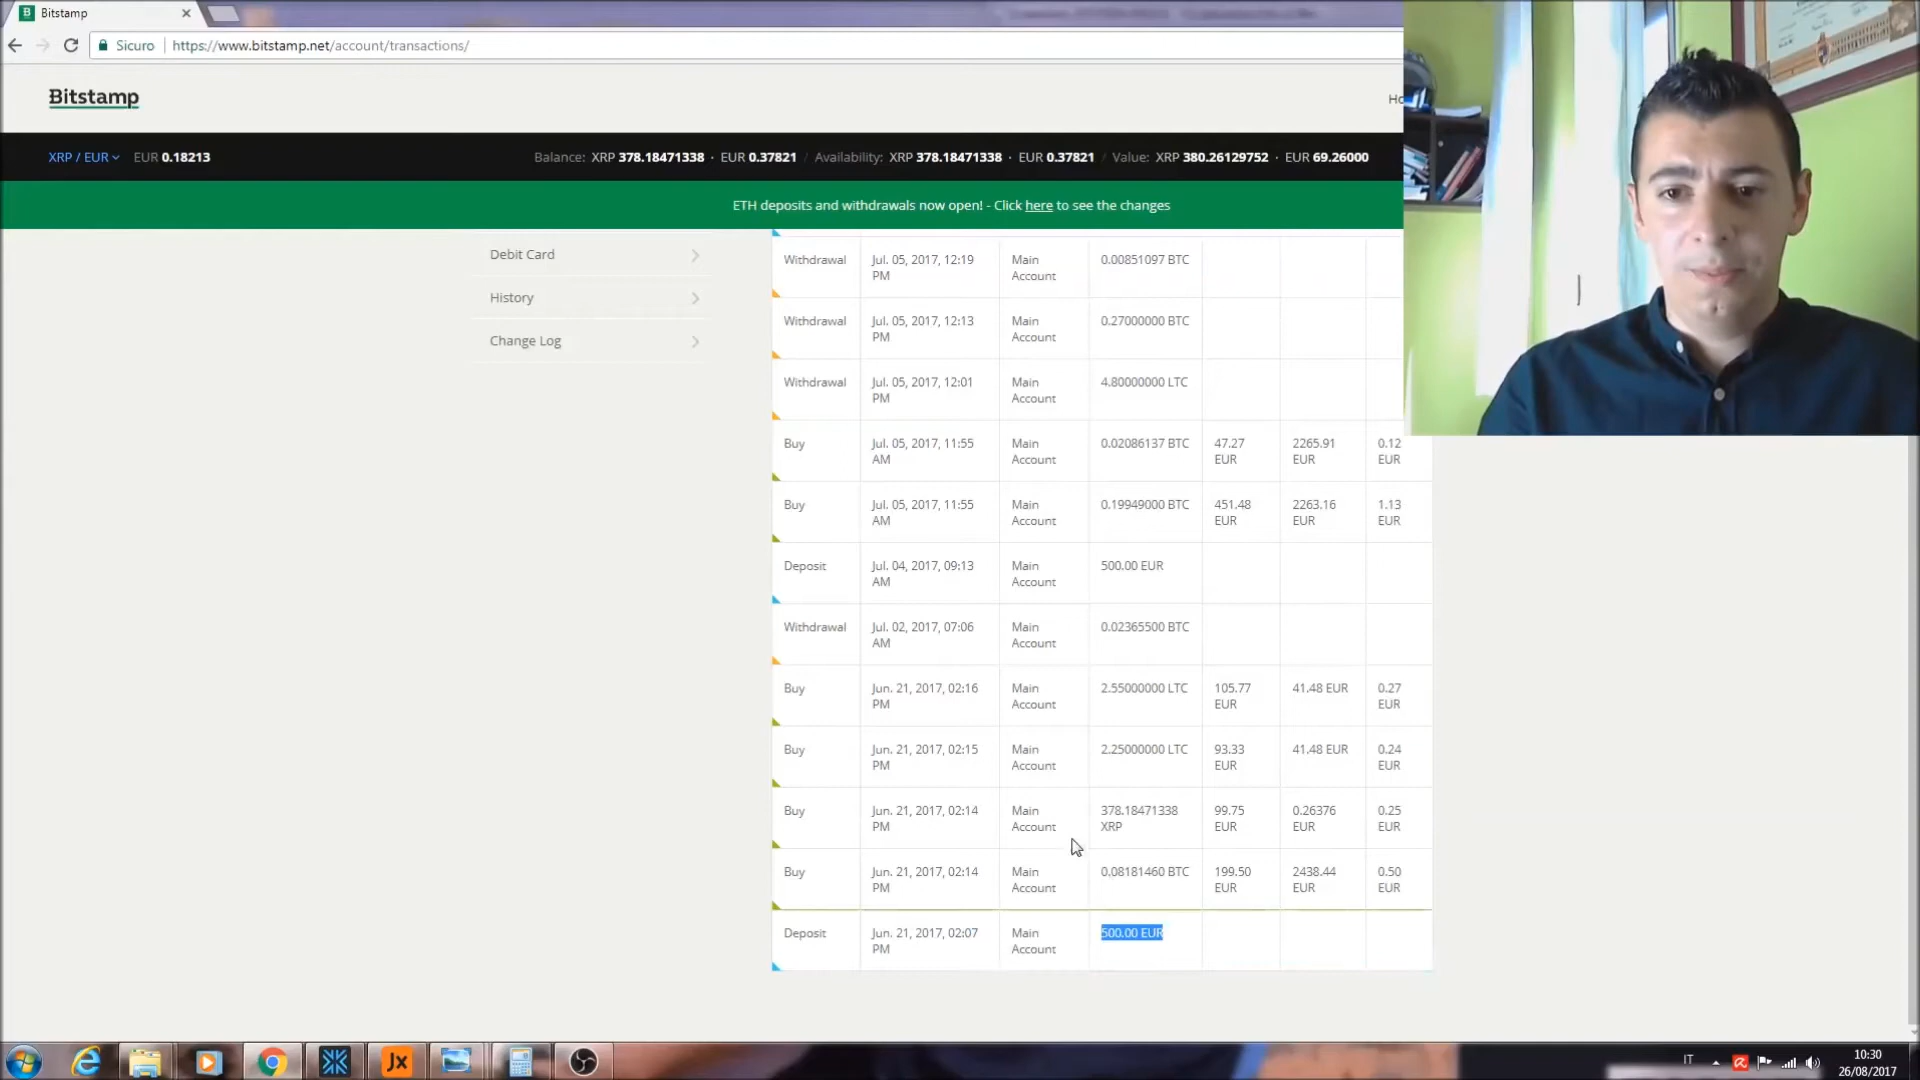 Bitstamp
Sicuro https://www.bitstamp.net/account/transactions/
Bitstamp
XRP / EUR EUR 0.18213 Balance: XRP 378.18471338 · EUR 0.37821 / Availability: XRP 378.18471338 · EUR 0.37821 / Value: XRP 380.26129752 · EUR 69.26000
ETH deposits and withdrawals now open! - Click here to see the changes
Debit Card
History
Change Log
Withdrawal Jul. 05, 2017, 12:19 Main 0.00851097 BTC
PM Account
Withdrawal Jul. 05, 2017, 12:13 Main 0.27000000 BTC
PM Account
Withdrawal Jul. 05, 2017, 12:01 Main 4.80000000 LTC
PM Account
Buy Jul. 05, 2017, 11:55 Main 0.02086137 BTC 47.27 2265.91 0.12
AM Account EUR EUR EUR
Buy Jul. 05, 2017, 11:55 Main 0.19949000 BTC 451.48 2263.16 1.13
AM Account EUR EUR EUR
Deposit Jul. 04, 2017, 09:13 Main 500.00 EUR
AM Account
Withdrawal Jul. 02, 2017, 07:06 Main 0.02365500 BTC
AM Account
Buy Jun. 21, 2017, 02:16 Main 2.55000000 LTC 105.77 41.48 EUR 0.27
PM Account EUR EUR
Buy Jun. 21, 2017, 02:15 Main 2.25000000 LTC 93.33 41.48 EUR 0.24
PM Account EUR EUR
Buy Jun. 21, 2017, 02:14 Main 378.18471338 99.75 0.26376 0.25
PM Account XRP EUR EUR EUR
Buy Jun. 21, 2017, 02:14 Main 0.08181460 BTC 199.50 2438.44 0.50
PM Account EUR EUR EUR
Deposit Jun. 21, 2017, 02:07 Main 500.00 EUR
PM Account
Jx IT 10:30
26/08/2017